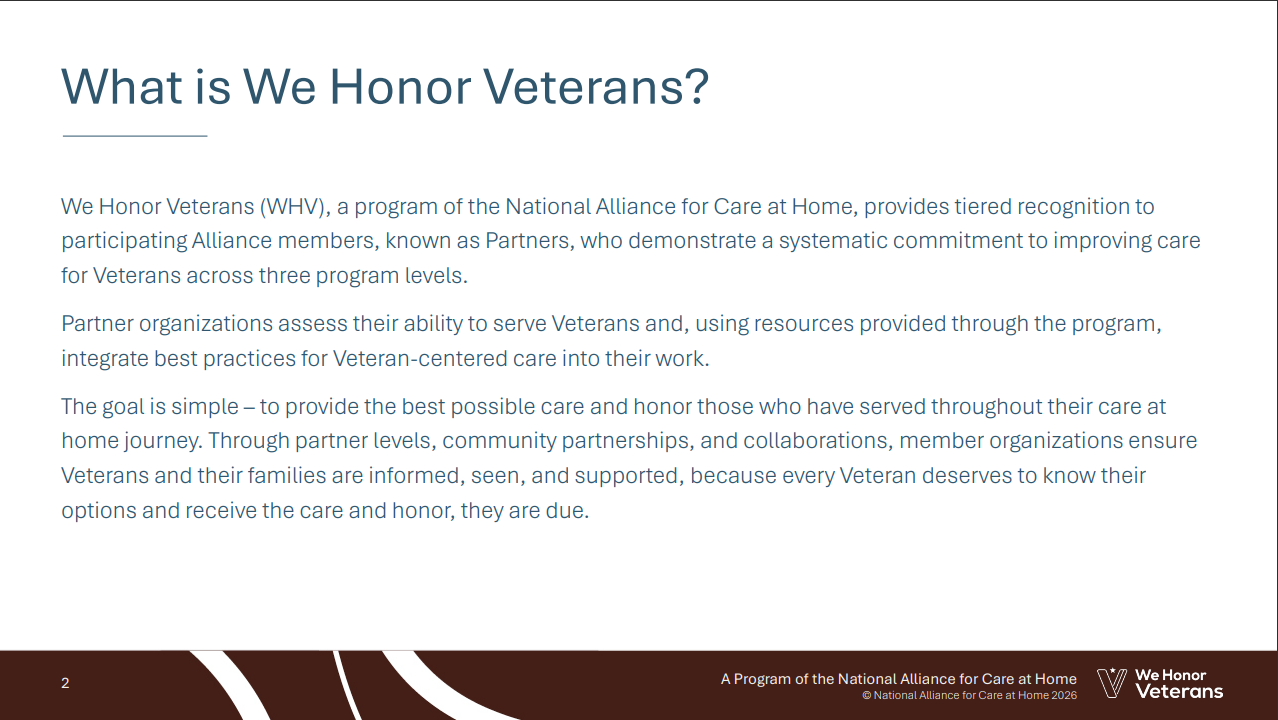 What is We Honor Veterans?
We Honor Veterans (WHV), a program of the National Alliance for Care at Home, provides tiered recognition to
participating Alliance members, known as Partners, who demonstrate a systematic commitment to improving care
for Veterans across three program levels.
Partner organizations assess their ability to serve Veterans and, using resources provided through the program,
integrate best practices for Veteran-centered care into their work.
The goal is simple – to provide the best possible care and honor those who have served throughout their care at
home journey. Through partner levels, community partnerships, and collaborations, member organizations ensure
Veterans and their families are informed, seen, and supported, because every Veteran deserves to know their
options and receive the care and honor, they are due.
2
A Program of the National Alliance for Care at Home
© National Alliance for Care at Home 2026
We Honor
Veterans